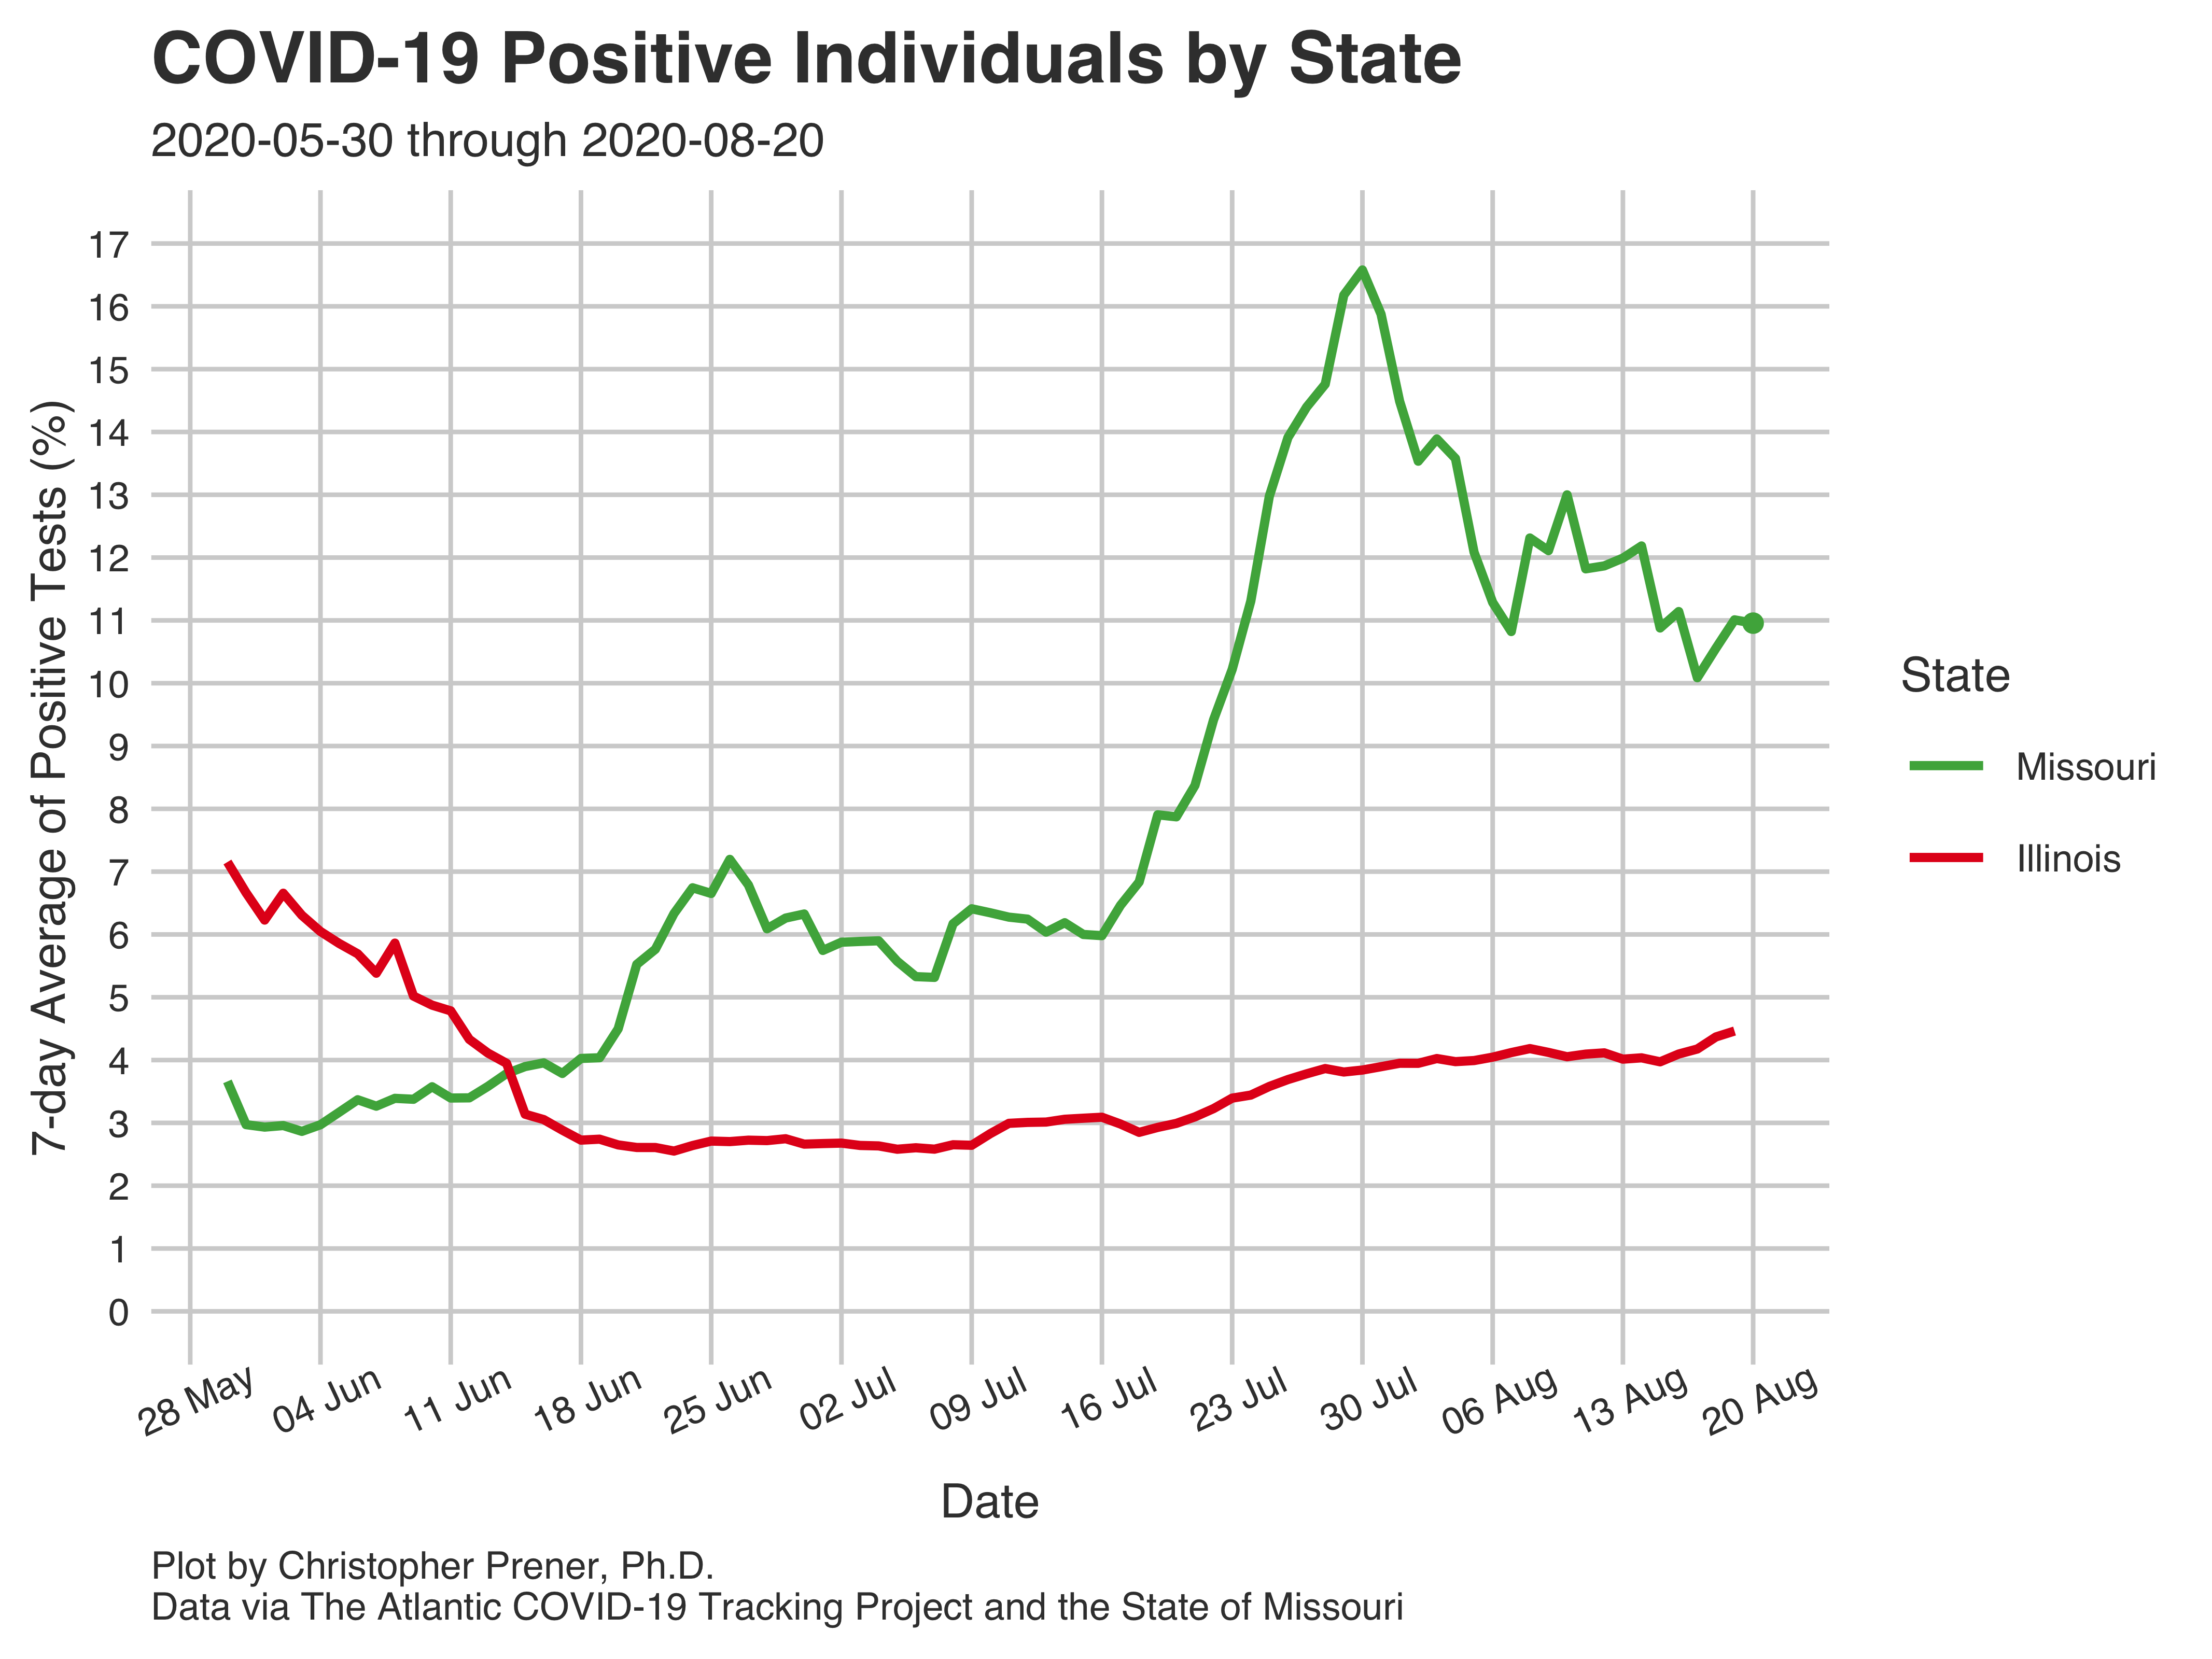 COVID-19 Positive Individuals by State
2020-05-30 through 2020-08-20
7-day Average of Positive Tests (%)
17
16
15
14
13
12
11
10
9
8
7
6
5
4
3
2
1
0
28 May
04 Jun
11 Jun
18 Jun
25 Jun
02 Jul
09 Jul
16 Jul
23 Jul
30 Jul
06 Aug
13 Aug
20 Aug
Date
State
Missouri
Illinois
Plot by Christopher Prener, Ph.D.
Data via The Atlantic COVID-19 Tracking Project and the State of Missouri